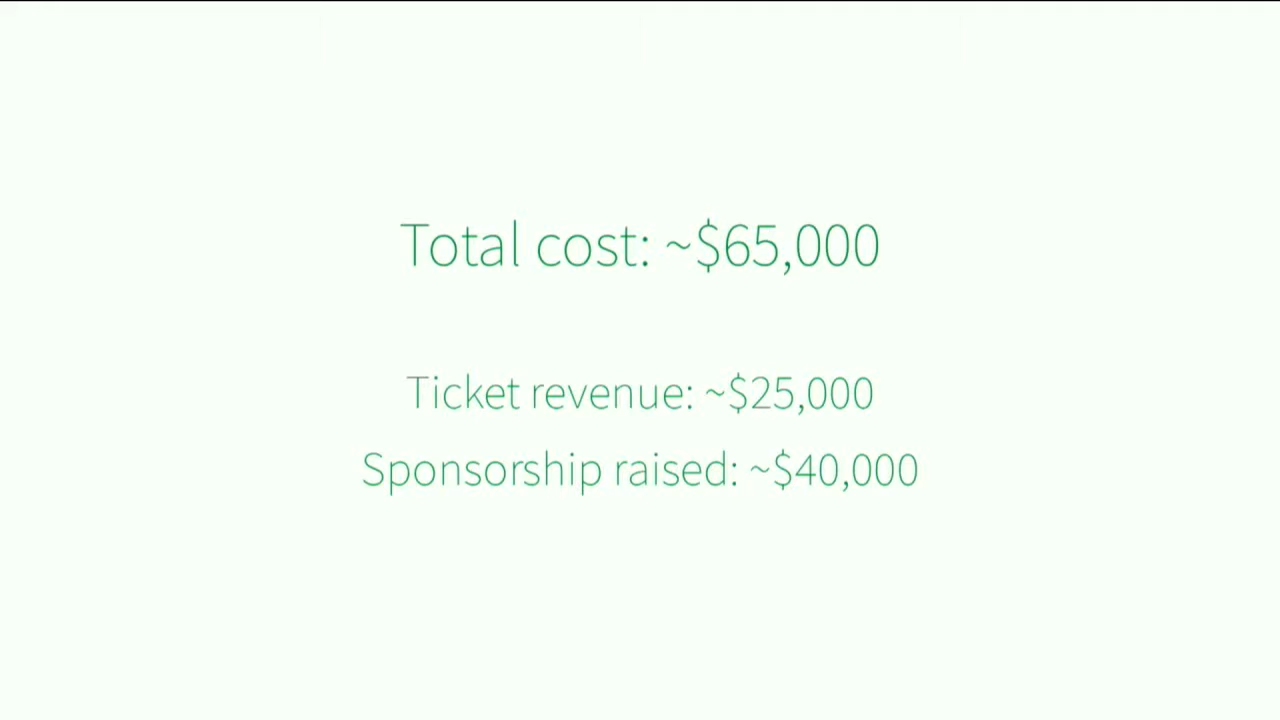 Total cost: ~$65,000
Ticket revenue: ~$25,000
Sponsorship raised: ~$40,000